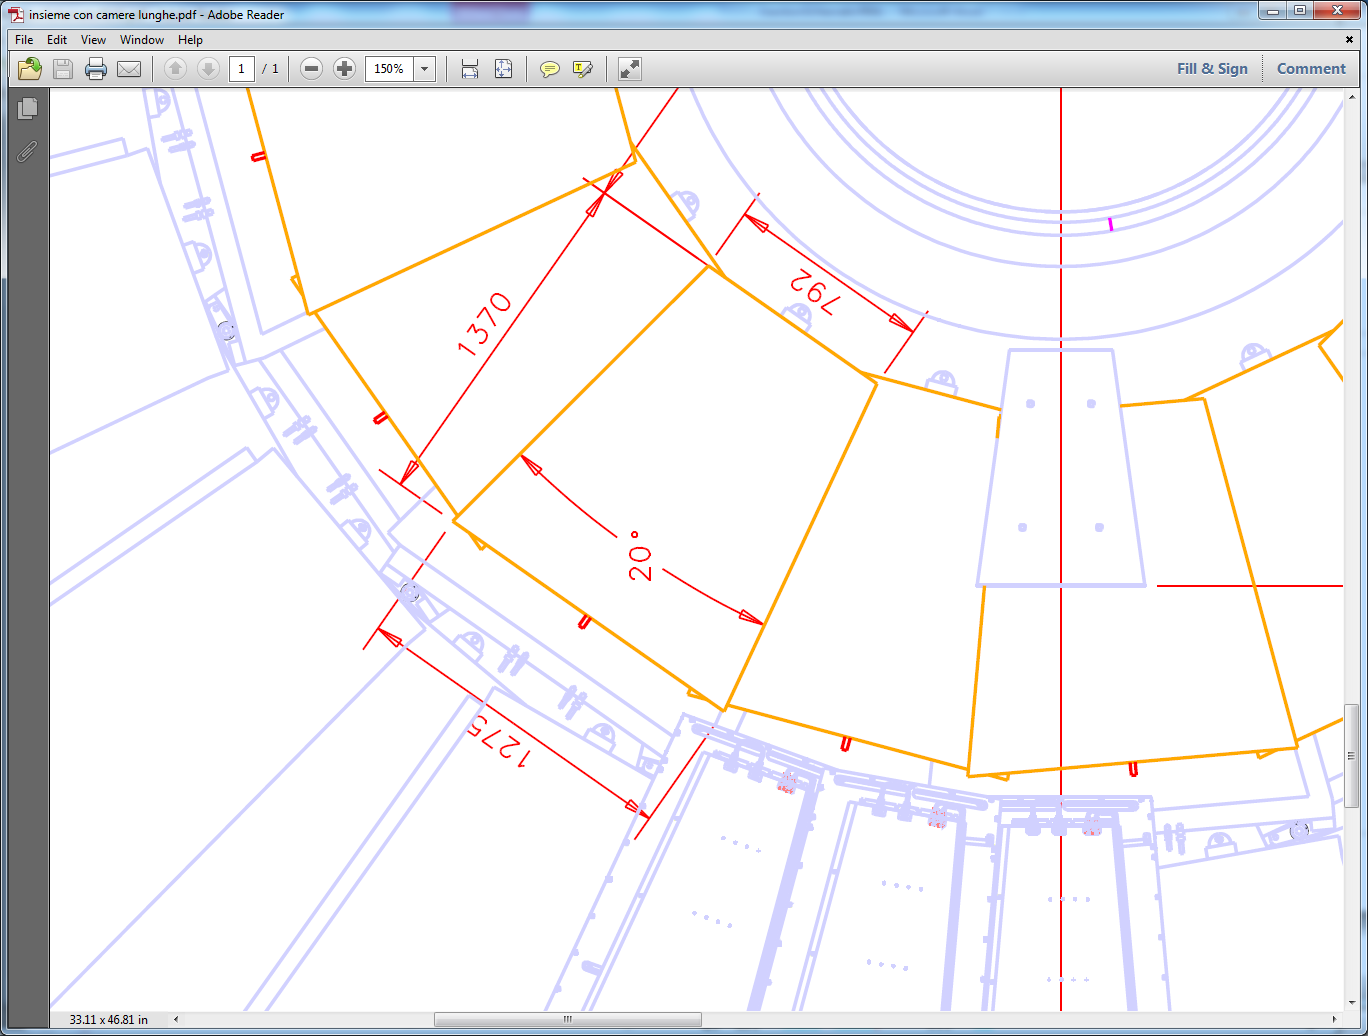 insieme con camere lunghe.pdf - Adobe Reader
File Edit View Window Help
1 / 1 150% Fill & Sign Comment
792
1370
20°
1275
33.11 x 46.81 in